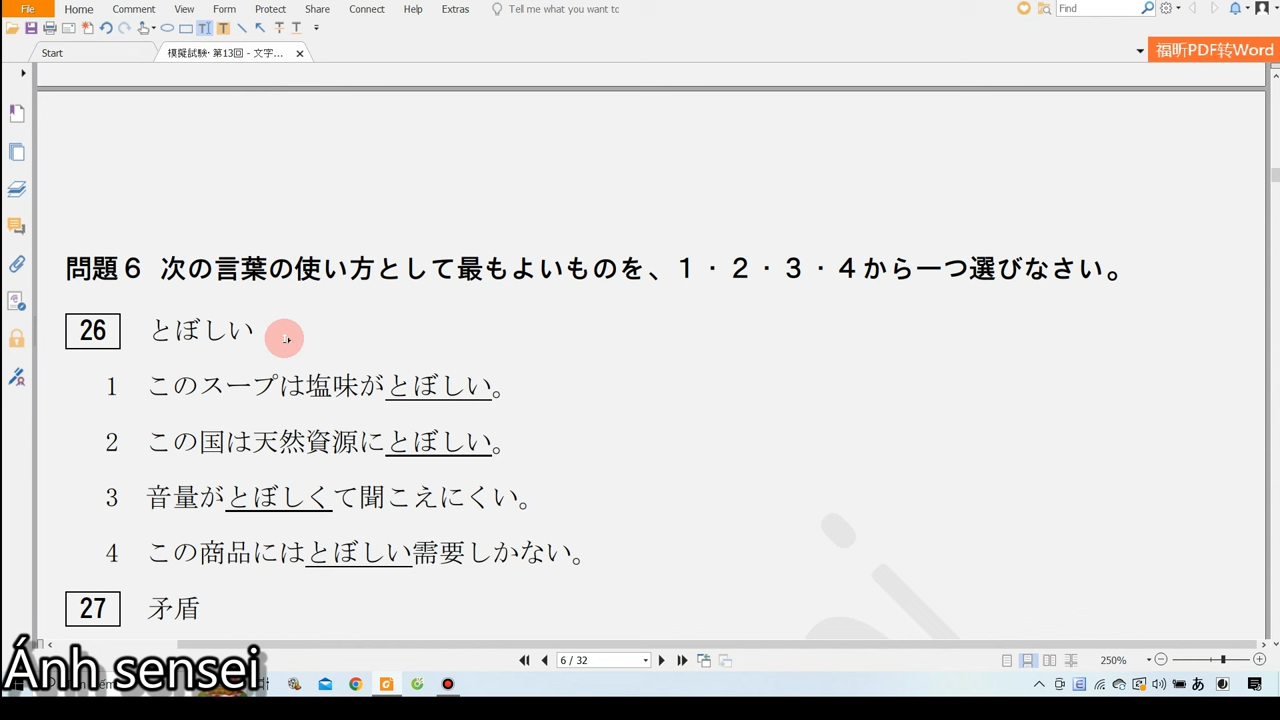 File Home Comment View Form Protect Share Connect Help Extras Tell me what you want to Find
Start 模擬試験· 第13回 - 文字... 福昕PDF转Word
問題６ 次の言葉の使い方として最もよいものを、１・２・３・４から一つ選びなさい。
26 とぼしい
1 このスープは塩味がとぼしい。
2 この国は天然資源にとぼしい。
3 音量がとぼしくて聞こえにくい。
4 この商品にはとぼしい需要しかない。
27 矛盾
6 / 32 250%
Ánh sensei
あ